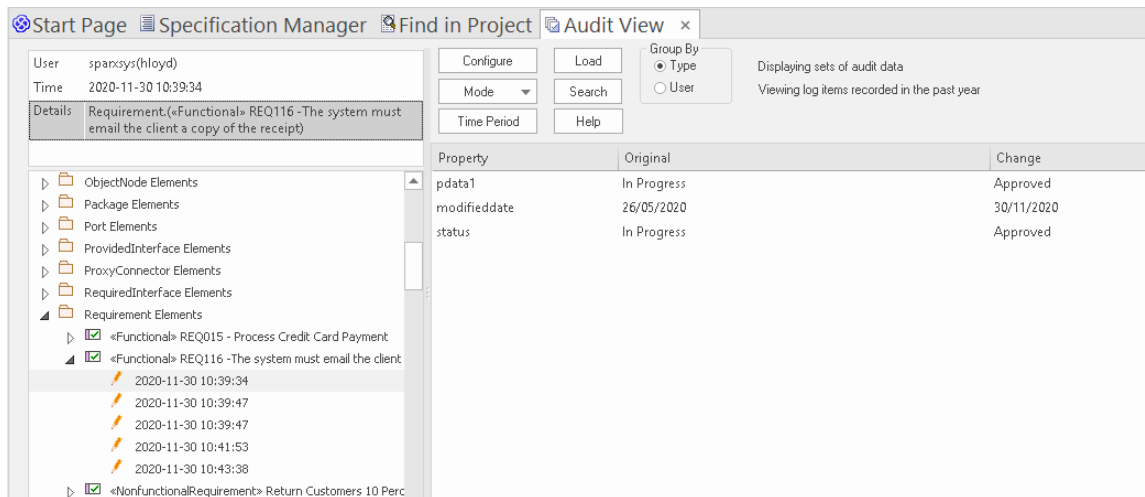 Start Page Specification Manager Find in Project Audit View ×
User sparxsys(hloyd)
Time 2020-11-30 10:39:34
Details Requirement.(«Functional» REQ116 -The system must
email the client a copy of the receipt)
Configure Load Group By
Type
Mode Search User
Time Period Help
Displaying sets of audit data
Viewing log items recorded in the past year
ObjectNode Elements
Package Elements
Port Elements
ProvidedInterface Elements
ProxyConnector Elements
RequiredInterface Elements
Requirement Elements
«Functional» REQ015 - Process Credit Card Payment
«Functional» REQ116 -The system must email the client
2020-11-30 10:39:34
2020-11-30 10:39:47
2020-11-30 10:39:47
2020-11-30 10:41:53
2020-11-30 10:43:38
«NonfunctionalRequirement» Return Customers 10 Perc
Property Original Change
pdata1 In Progress Approved
modifieddate 26/05/2020 30/11/2020
status In Progress Approved